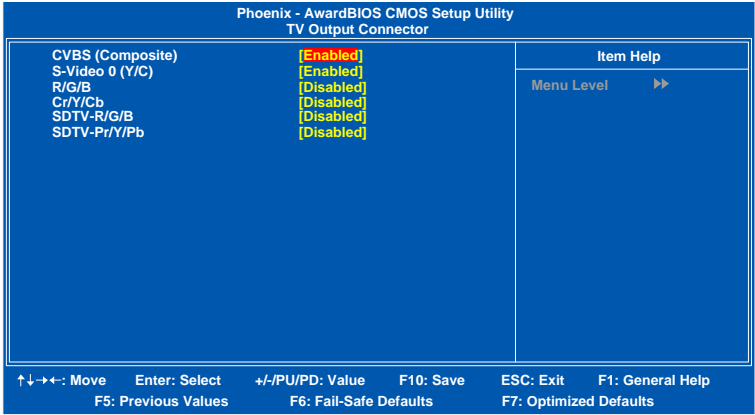 Phoenix - AwardBIOS CMOS Setup Utility
TV Output Connector
CVBS (Composite) [Enabled]
S-Video 0 (Y/C) [Enabled]
R/G/B [Disabled]
Cr/Y/Cb [Disabled]
SDTV-R/G/B [Disabled]
SDTV-Pr/Y/Pb [Disabled]
Item Help
Menu Level ▶▶
↑↓→←: Move Enter: Select +/-/PU/PD: Value F10: Save ESC: Exit F1: General Help
F5: Previous Values F6: Fail-Safe Defaults F7: Optimized Defaults